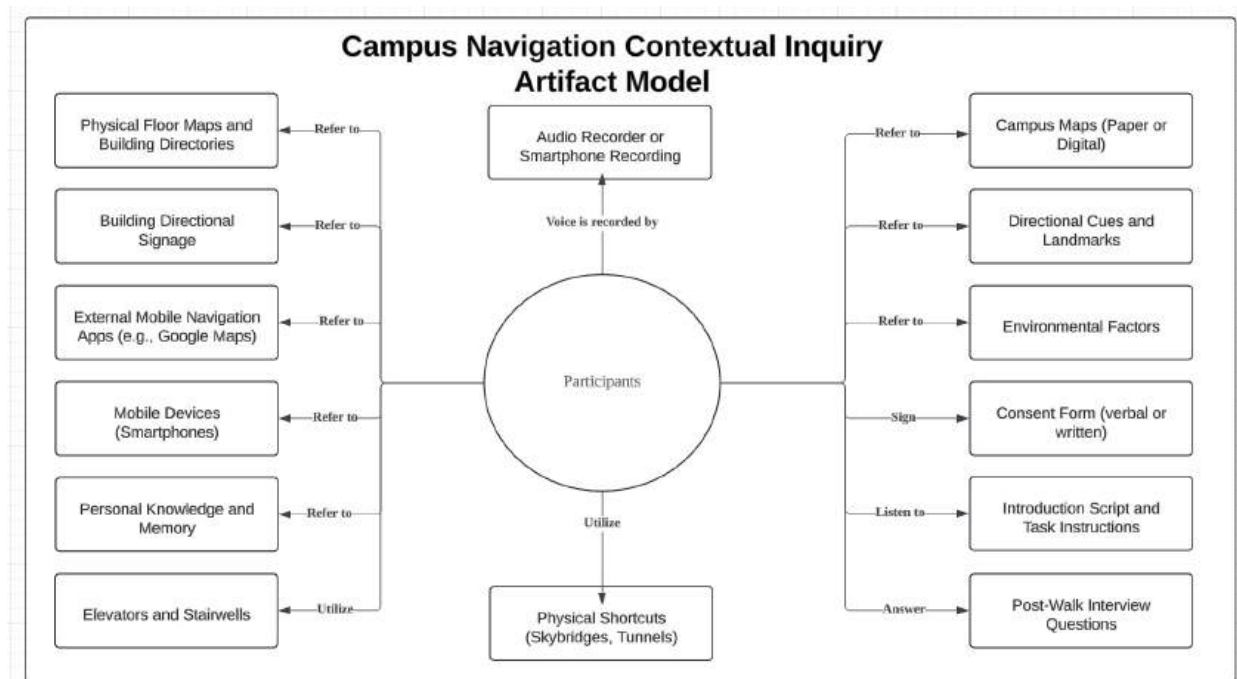 Campus Navigation Contextual Inquiry
Artifact Model
Physical Floor Maps and
Building Directories
Refer to
Building Directional
Signage
Refer to
External Mobile Navigation
Apps (e.g., Google Maps)
Refer to
Mobile Devices
(Smartphones)
Refer to
Personal Knowledge and
Memory
Refer to
Elevators and Stairwells
Utilize
Audio Recorder or
Smartphone Recording
Voice is recorded by
Participants
Utilize
Physical Shortcuts
(Skybridges, Tunnels)
Refer to
Campus Maps (Paper or
Digital)
Refer to
Directional Cues and
Landmarks
Refer to
Environmental Factors
Sign
Consent Form (verbal or
written)
Listen to
Introduction Script and
Task Instructions
Answer
Post-Walk Interview
Questions